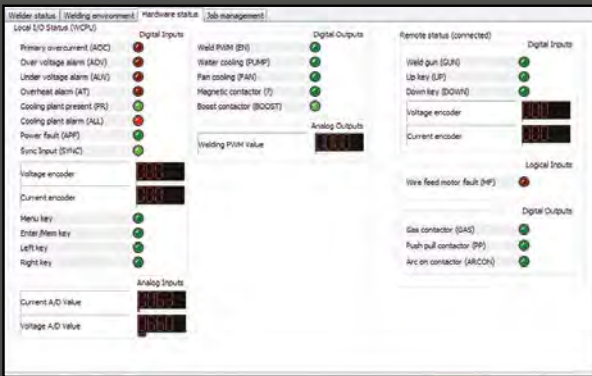 Welder status
Welding environment
Hardware status
Job management
Local I/O Status (WCPU)
Digital Inputs
Primary overcurrent (AOC)
Over voltage alarm (AOV)
Under voltage alarm (AUV)
Overheat alarm (AT)
Cooling plant present (PR)
Cooling plant alarm (ALL)
Power fault (APF)
Sync Input (SYNC)
Voltage encoder
000
Current encoder
000
Menu key
Enter/Mem key
Left key
Right key
Analog Inputs
Current A/D Value
Voltage A/D Value
Digital Outputs
Weld PWM (EN)
Water cooling (PUMP)
Fan cooling (FAN)
Magnetic contactor (?)
Boost contactor (BOOST)
Analog Outputs
Welding PWM Value
Remote status (connected)
Digital Inputs
Weld gun (GUN)
Up key (UP)
Down key (DOWN)
Voltage encoder
000
Current encoder
000
Logical Inputs
Wire feed motor fault (MF)
Digital Outputs
Gas contactor (GAS)
Push pull contactor (PP)
Arc on contactor (ARCON)